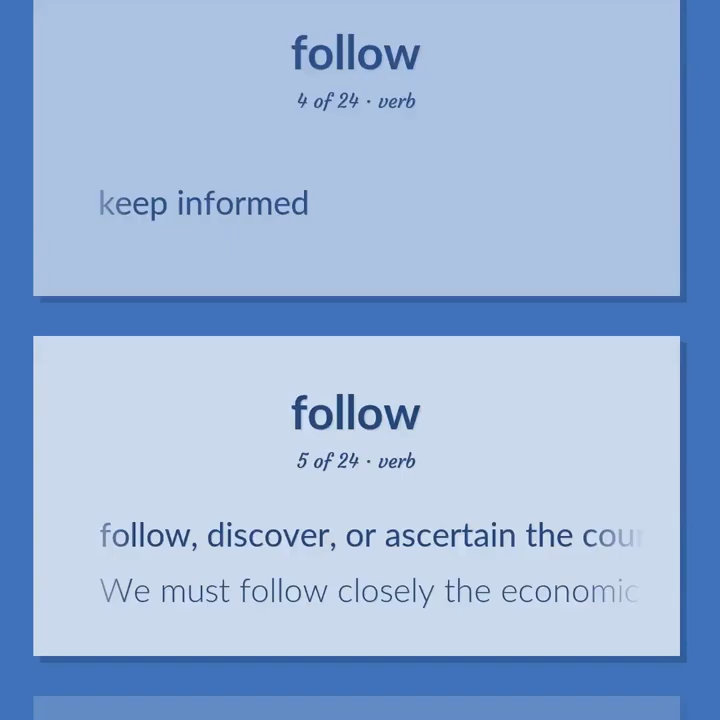 follow
4 of 24 · verb
keep informed
follow
5 of 24 · verb
follow, discover, or ascertain the
We must follow closely the economic